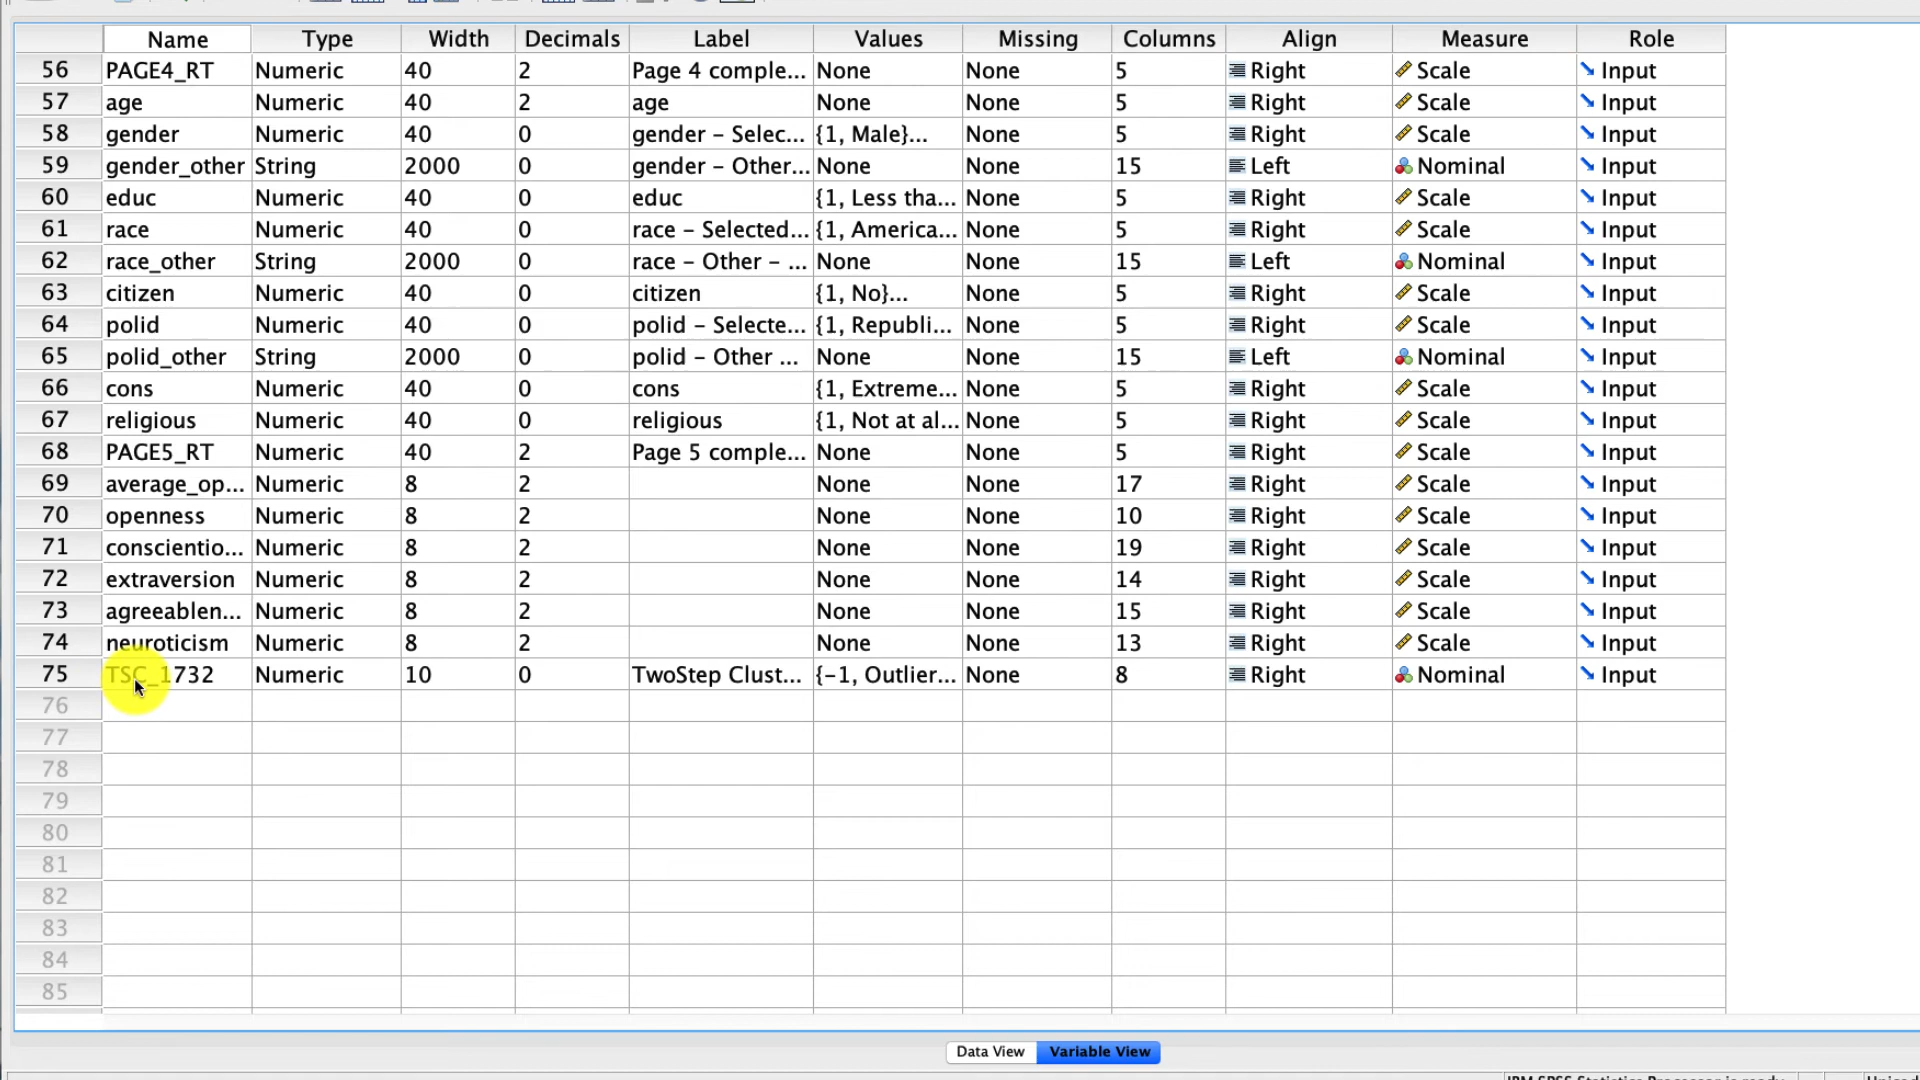 Name Type Width Decimals Label Values Missing Columns Align Measure Role
56 PAGE4_RT Numeric 40 2 Page 4 comple... None None 5 Right Scale Input
57 age Numeric 40 2 age None None 5 Right Scale Input
58 gender Numeric 40 0 gender – Selec... {1, Male}... None 5 Right Scale Input
59 gender_other String 2000 0 gender – Other... None None 15 Left Nominal Input
60 educ Numeric 40 0 educ {1, Less tha... None 5 Right Scale Input
61 race Numeric 40 0 race – Selected... {1, America... None 5 Right Scale Input
62 race_other String 2000 0 race – Other – ... None None 15 Left Nominal Input
63 citizen Numeric 40 0 citizen {1, No}... None 5 Right Scale Input
64 polid Numeric 40 0 polid – Selecte... {1, Republi... None 5 Right Scale Input
65 polid_other String 2000 0 polid – Other ... None None 15 Left Nominal Input
66 cons Numeric 40 0 cons {1, Extreme... None 5 Right Scale Input
67 religious Numeric 40 0 religious {1, Not at al... None 5 Right Scale Input
68 PAGE5_RT Numeric 40 2 Page 5 comple... None None 5 Right Scale Input
69 average_op... Numeric 8 2 None None 17 Right Scale Input
70 openness Numeric 8 2 None None 10 Right Scale Input
71 conscientio... Numeric 8 2 None None 19 Right Scale Input
72 extraversion Numeric 8 2 None None 14 Right Scale Input
73 agreeablen... Numeric 8 2 None None 15 Right Scale Input
74 neuroticism Numeric 8 2 None None 13 Right Scale Input
75 TSC_1732 Numeric 10 0 TwoStep Clust... {–1, Outlier... None 8 Right Nominal Input
76
77
78
79
80
81
82
83
84
85
Data View Variable View
IBM SPSS Statistics Processor is ready